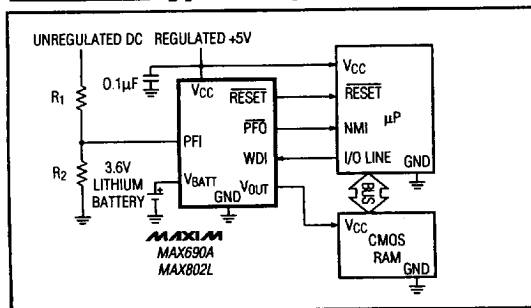 UNREGULATED DC REGULATED +5V
0.1µF
R1
R2
3.6V
LITHIUM
BATTERY
VCC
RESET
PFI
PFO
WDI
VBATT
VOUT
GND
MAXIM
MAX690A
MAX802L
VCC
RESET
µP
NMI
I/O LINE
GND
BUS
VCC
CMOS
RAM
GND